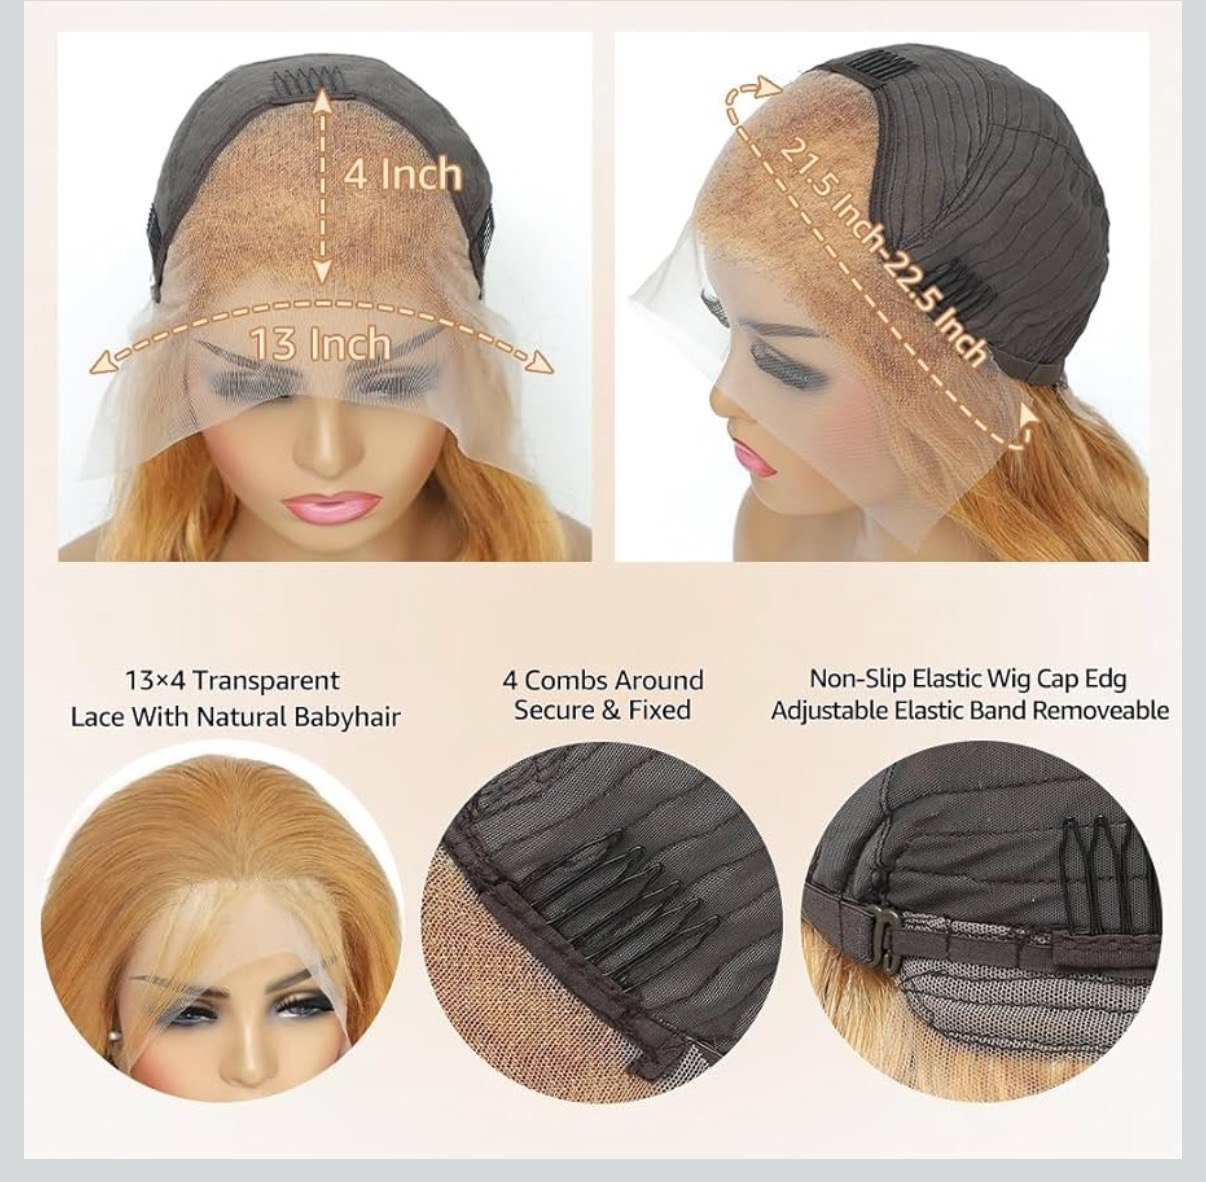 4 Inch
13 Inch
21.5 Inch-22.5 Inch
13×4 Transparent
Lace With Natural Babyhair
4 Combs Around
Secure & Fixed
Non-Slip Elastic Wig Cap Edg
Adjustable Elastic Band Removeable